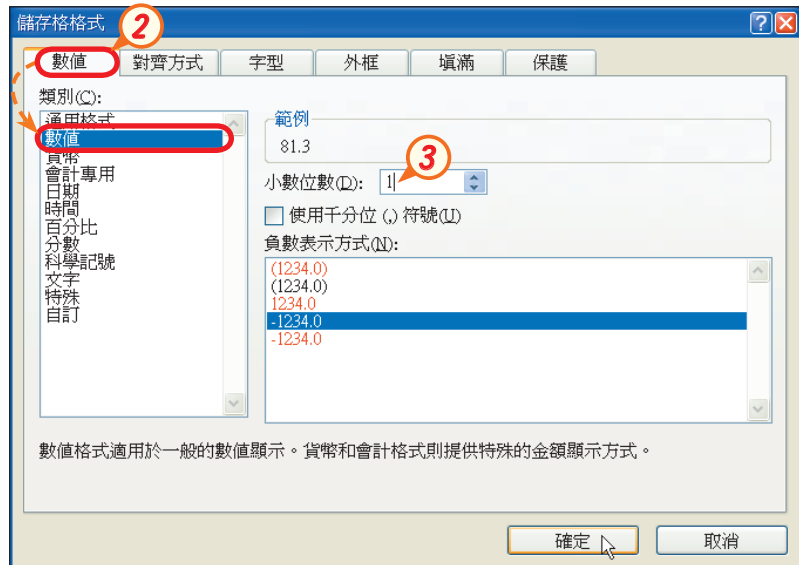 儲存格格式
2
數值 對齊方式 字型 外框 填滿 保護
類別(C):
通用格式
數值
貨幣
會計專用
日期
時間
百分比
分數
科學記號
文字
特殊
自訂
範例
81.3
3
小數位數(D): 1
使用千分位 (,) 符號(U)
負數表示方式(N):
(1234.0)
(1234.0)
1234.0
-1234.0
-1234.0
數值格式適用於一般的數值顯示。貨幣和會計格式則提供特殊的金額顯示方式。
確定 取消